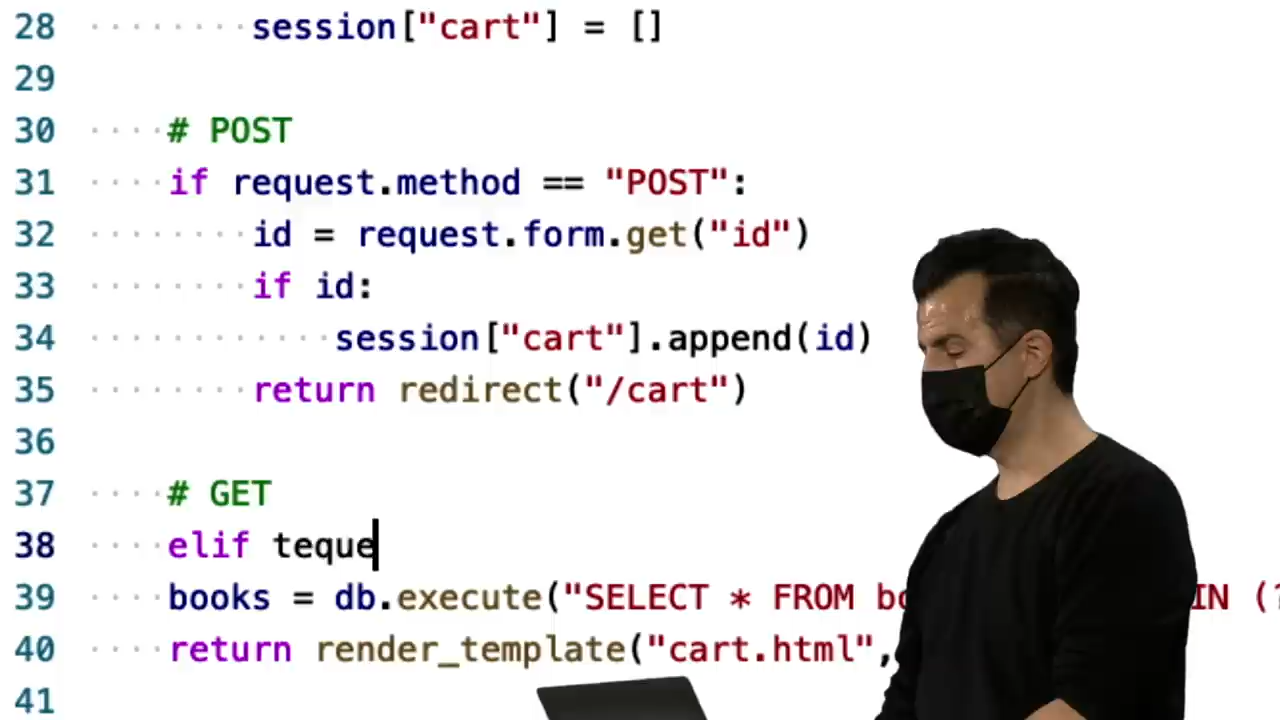 28 session["cart"] = []
29
30 # POST
31 if request.method == "POST":
32 id = request.form.get("id")
33 if id:
34 session["cart"].append(id)
35 return redirect("/cart")
36
37 # GET
38 elif teque
39 books = db.execute("SELECT * FROM IN (?
40 return render_template("cart.html",
41